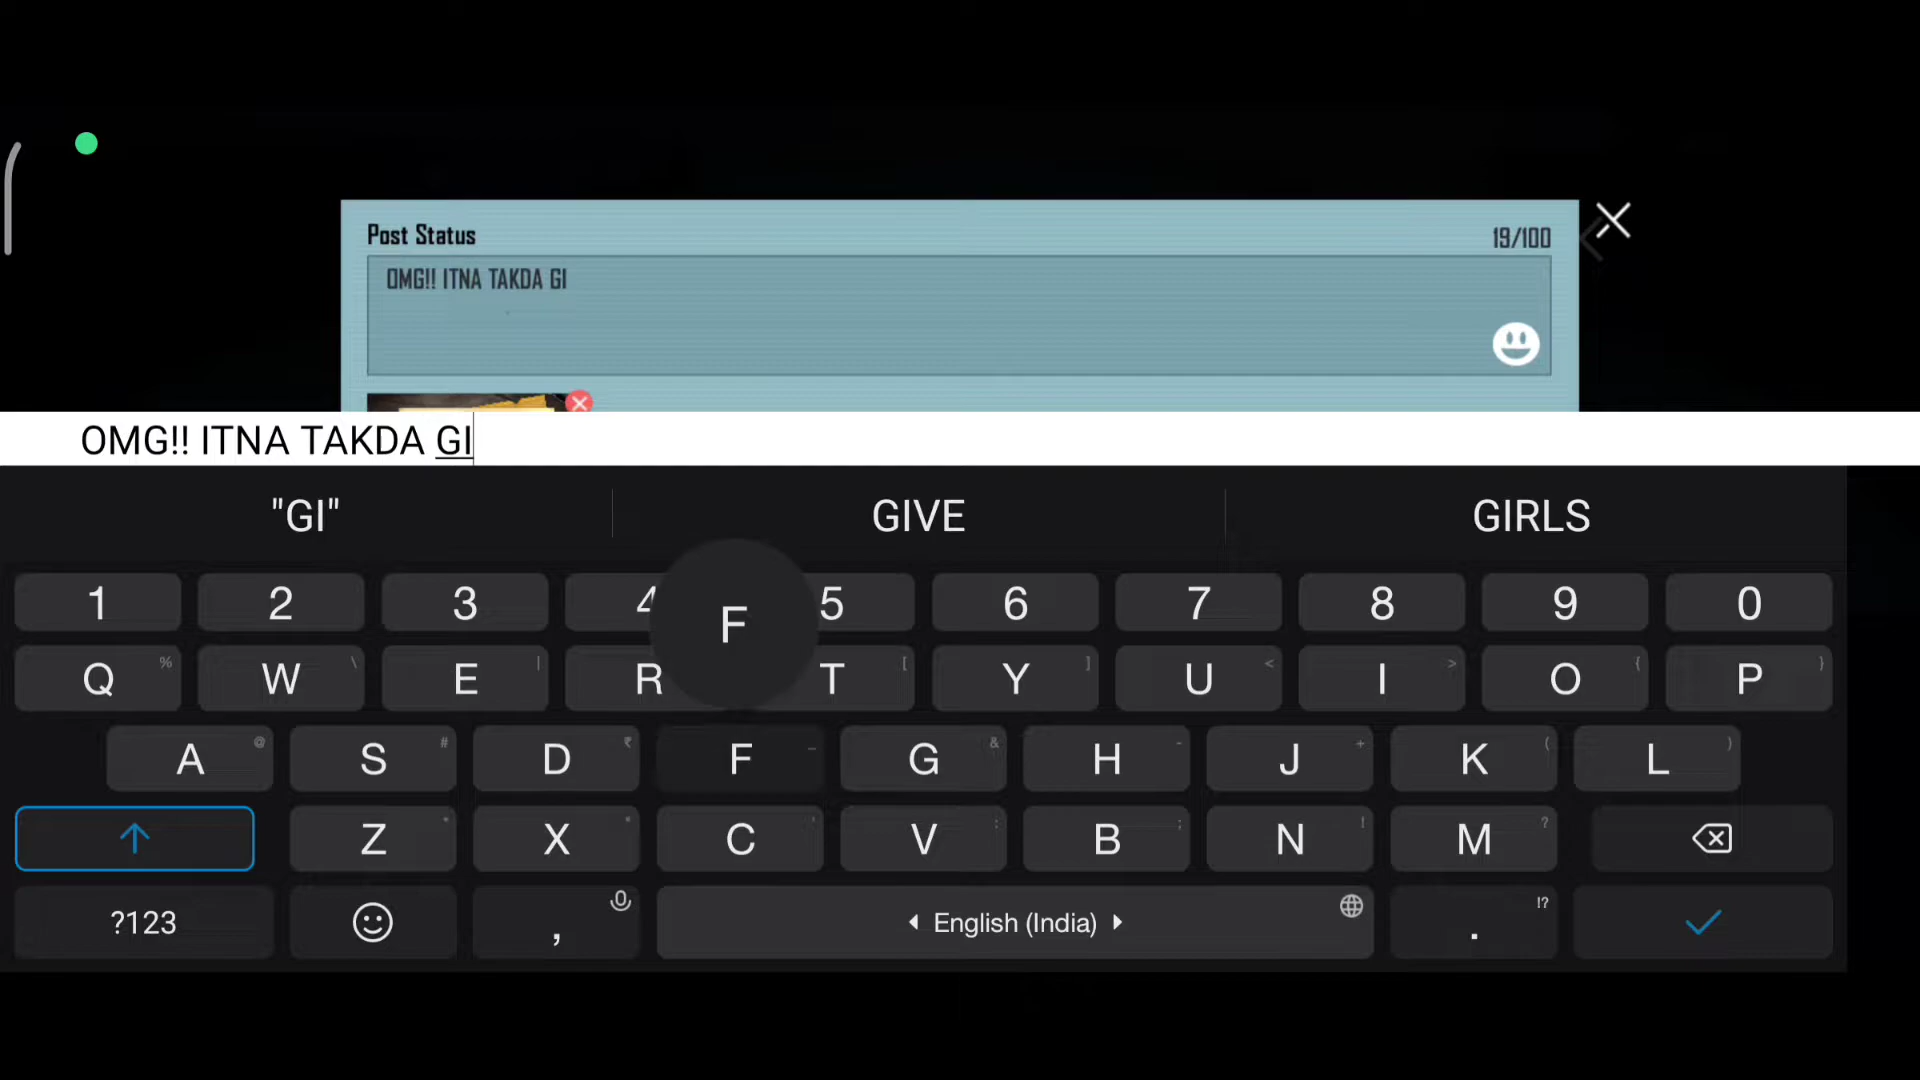 Post Status
19/100
OMG!! ITNA TAKDA GI
OMG!! ITNA TAKDA GI
"GI" GIVE GIRLS
1 2 3 4 5 6 7 8 9 0
F
Q % W \ E | R T [ Y ] U < I > O { P }
A @ S # D ₹ F _ G & H - J + K ( L )
Z X C ' V : B ; N ! M ?
?123 , English (India) . !?